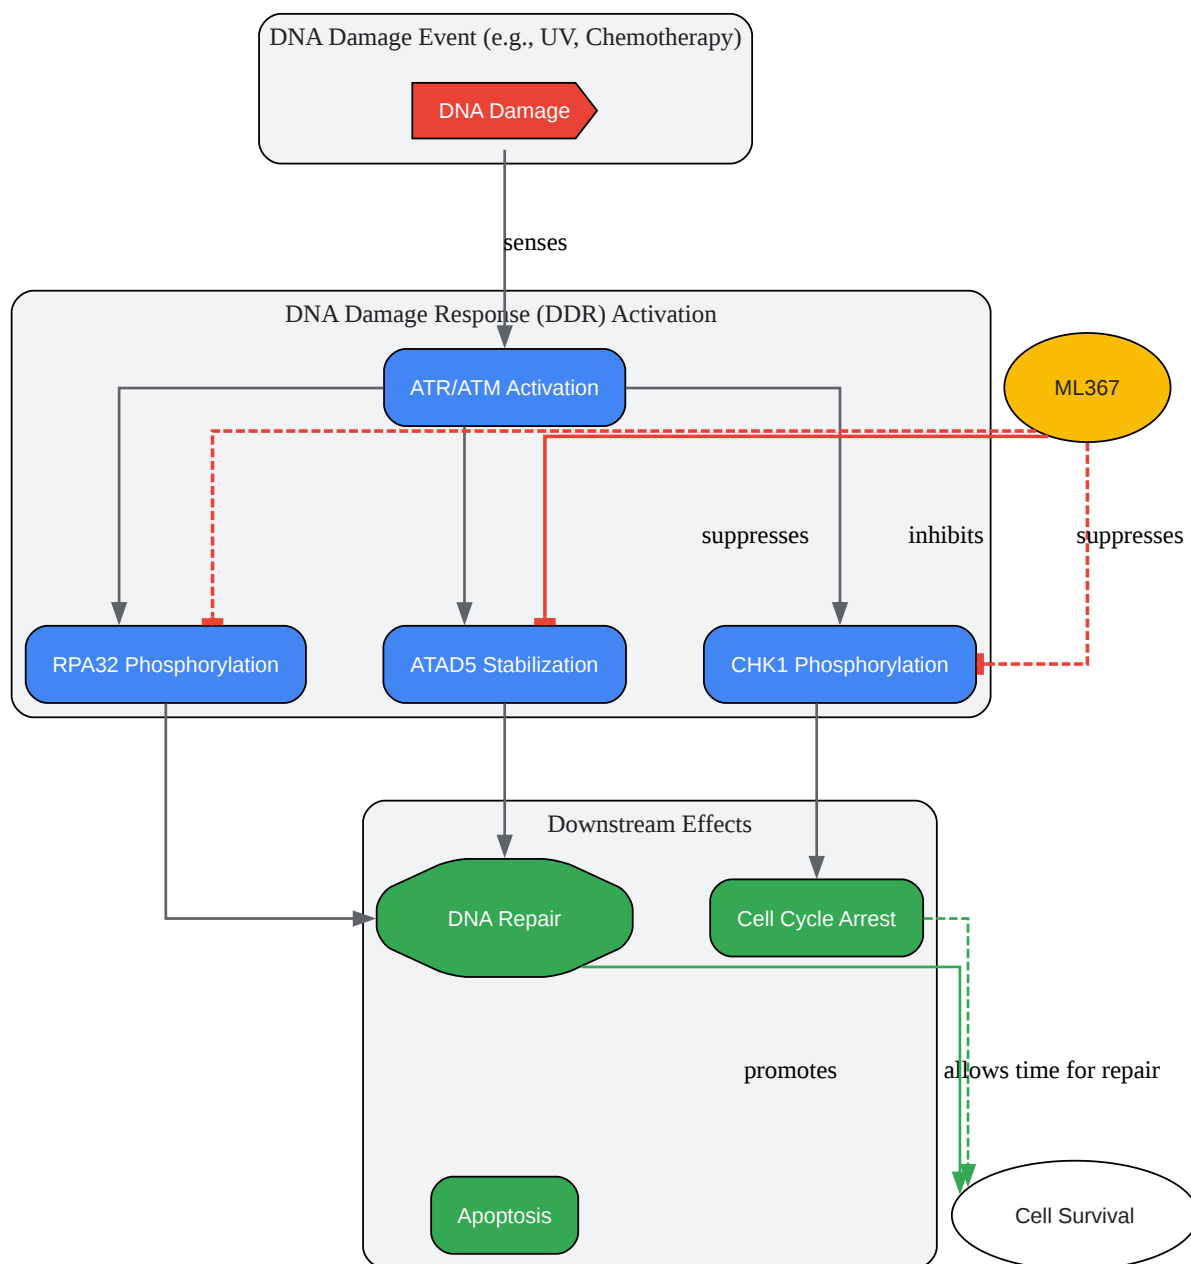 DNA Damage Event (e.g., UV, Chemotherapy)
DNA Damage
senses
DNA Damage Response (DDR) Activation
ATR/ATM Activation
ML367
suppresses
inhibits
suppresses
RPA32 Phosphorylation
ATAD5 Stabilization
CHK1 Phosphorylation
Downstream Effects
DNA Repair
Cell Cycle Arrest
promotes
allows time for repair
Apoptosis
Cell Survival